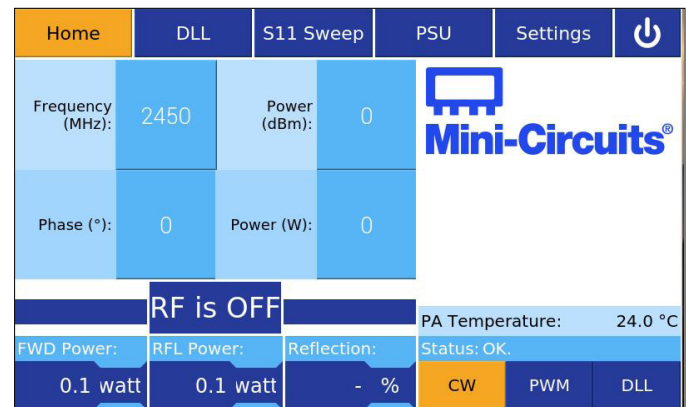 Home DLL S11 Sweep PSU Settings
Frequency (MHz): 2450 Power (dBm): 0
Mini-Circuits®
Phase (°): 0 Power (W): 0
RF is OFF
PA Temperature: 24.0 °C
FWD Power: RFL Power: Reflection: Status: OK.
0.1 watt 0.1 watt - % CW PWM DLL